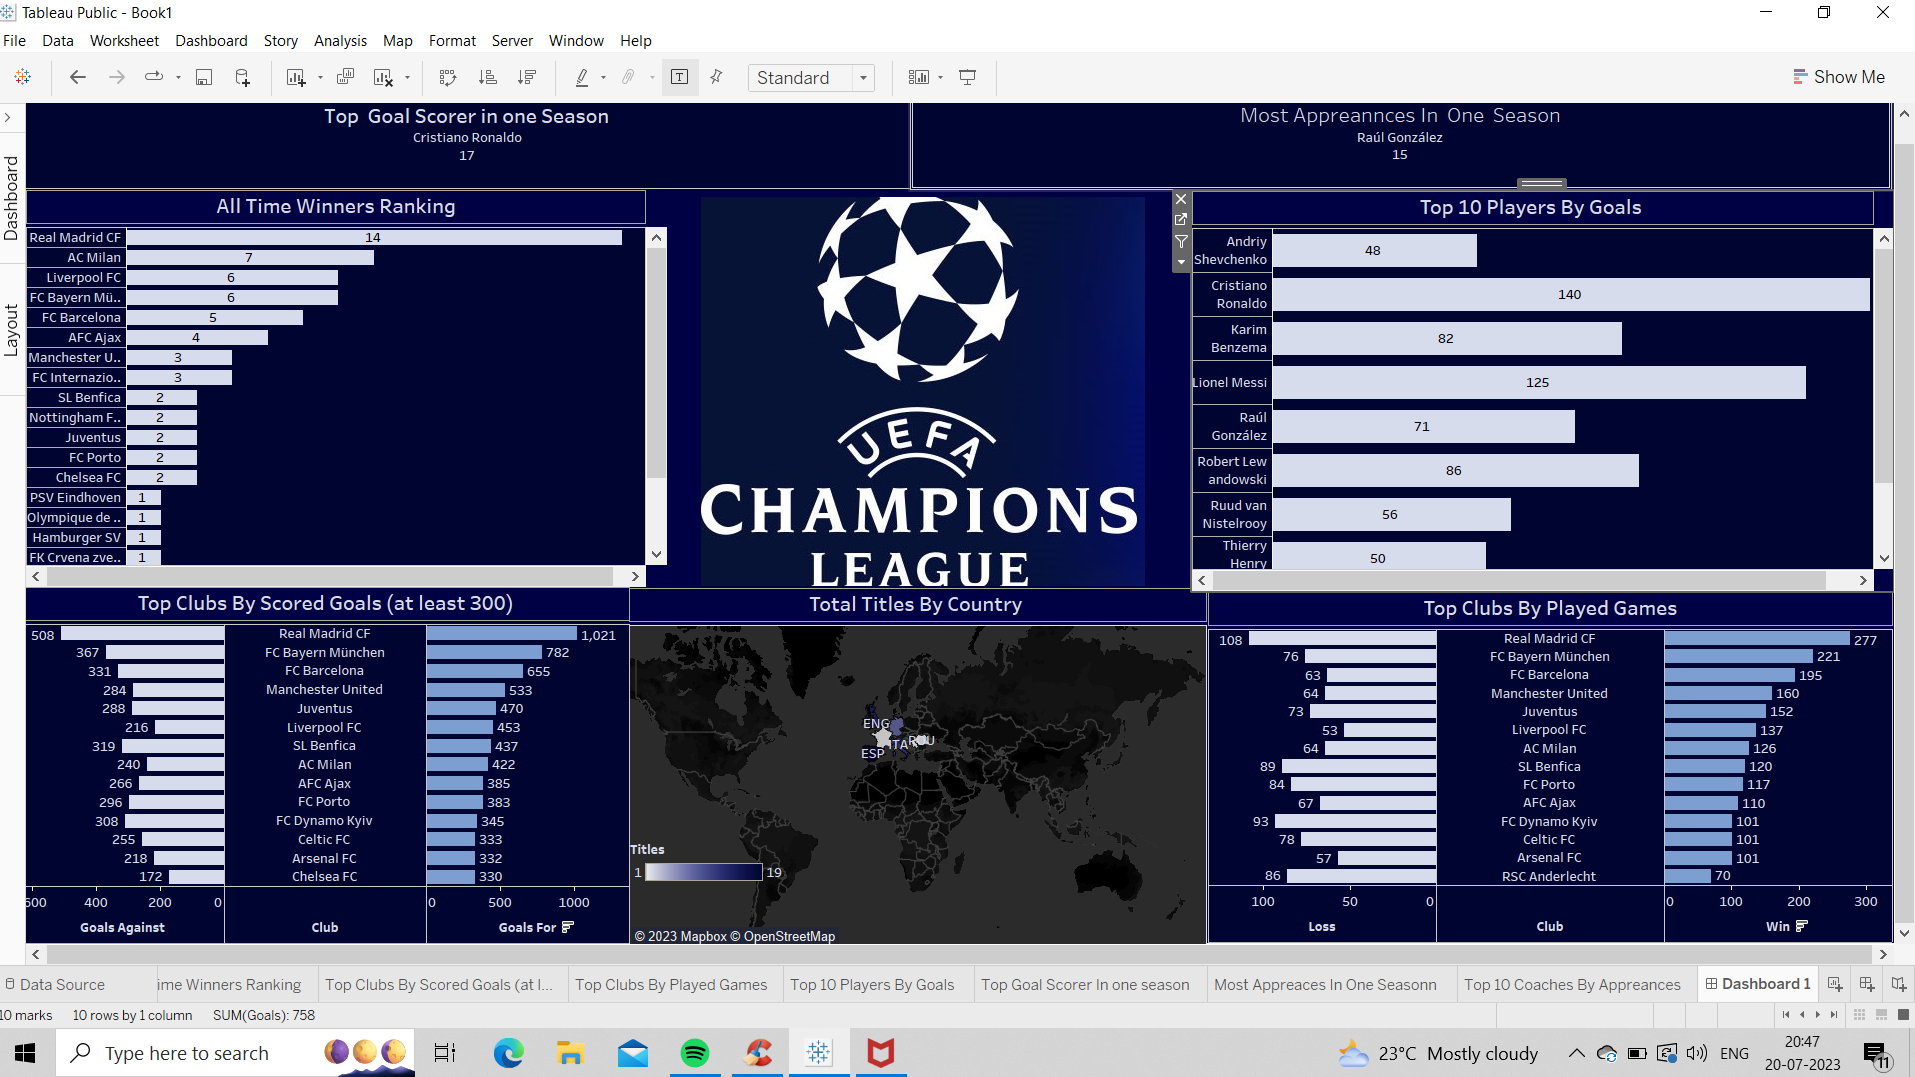 Tableau Public - Book1
File Data Worksheet Dashboard Story Analysis Map Format Server Window Help
Standard
Show Me
Dashboard
Layout
Top Goal Scorer in one Season
Cristiano Ronaldo
17
Most Appreannces In One Season
Raúl González
15
All Time Winners Ranking
Real Madrid CF 14
AC Milan 7
Liverpool FC 6
FC Bayern Mü.. 6
FC Barcelona 5
AFC Ajax 4
Manchester U.. 3
FC Internazio.. 3
SL Benfica 2
Nottingham F.. 2
Juventus 2
FC Porto 2
Chelsea FC 2
PSV Eindhoven 1
Olympique de .. 1
Hamburger SV 1
FK Crvena zve.. 1
UEFA
CHAMPIONS
LEAGUE
Top 10 Players By Goals
Andriy
Shevchenko 48
Cristiano
Ronaldo 140
Karim
Benzema 82
Lionel Messi 125
Raúl
González 71
Robert Lew
andowski 86
Ruud van
Nistelrooy 56
Thierry
Henry 50
Top Clubs By Scored Goals (at least 300)
508 Real Madrid CF 1,021
367 FC Bayern München 782
331 FC Barcelona 655
284 Manchester United 533
288 Juventus 470
216 Liverpool FC 453
319 SL Benfica 437
240 AC Milan 422
266 AFC Ajax 385
296 FC Porto 383
308 FC Dynamo Kyiv 345
255 Celtic FC 333
218 Arsenal FC 332
172 Chelsea FC 330
600 400 200 0 0 500 1000
Goals Against Club Goals For
Total Titles By Country
ENG
ESP
ITA
Titles
1 19
© 2023 Mapbox © OpenStreetMap
Top Clubs By Played Games
108 Real Madrid CF 277
76 FC Bayern München 221
63 FC Barcelona 195
64 Manchester United 160
73 Juventus 152
53 Liverpool FC 137
64 AC Milan 126
89 SL Benfica 120
84 FC Porto 117
67 AFC Ajax 110
93 FC Dynamo Kyiv 101
78 Celtic FC 101
57 Arsenal FC 101
86 RSC Anderlecht 70
100 50 0 0 100 200 300
Loss Club Win
Data Source ime Winners Ranking Top Clubs By Scored Goals (at l... Top Clubs By Played Games Top 10 Players By Goals Top Goal Scorer In one season Most Appreaces In One Seasonn Top 10 Coaches By Appreances Dashboard 1
10 marks 10 rows by 1 column SUM(Goals): 758
Type here to search
23°C Mostly cloudy
ENG
20:47
20-07-2023
11